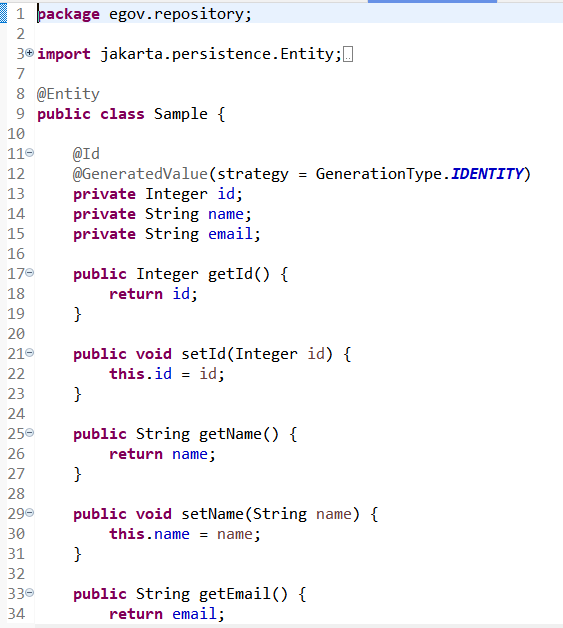 1 package egov.repository;
2
3 import jakarta.persistence.Entity;
7
8 @Entity
9 public class Sample {
10
11     @Id
12     @GeneratedValue(strategy = GenerationType.IDENTITY)
13     private Integer id;
14     private String name;
15     private String email;
16
17     public Integer getId() {
18         return id;
19     }
20
21     public void setId(Integer id) {
22         this.id = id;
23     }
24
25     public String getName() {
26         return name;
27     }
28
29     public void setName(String name) {
30         this.name = name;
31     }
32
33     public String getEmail() {
34         return email;